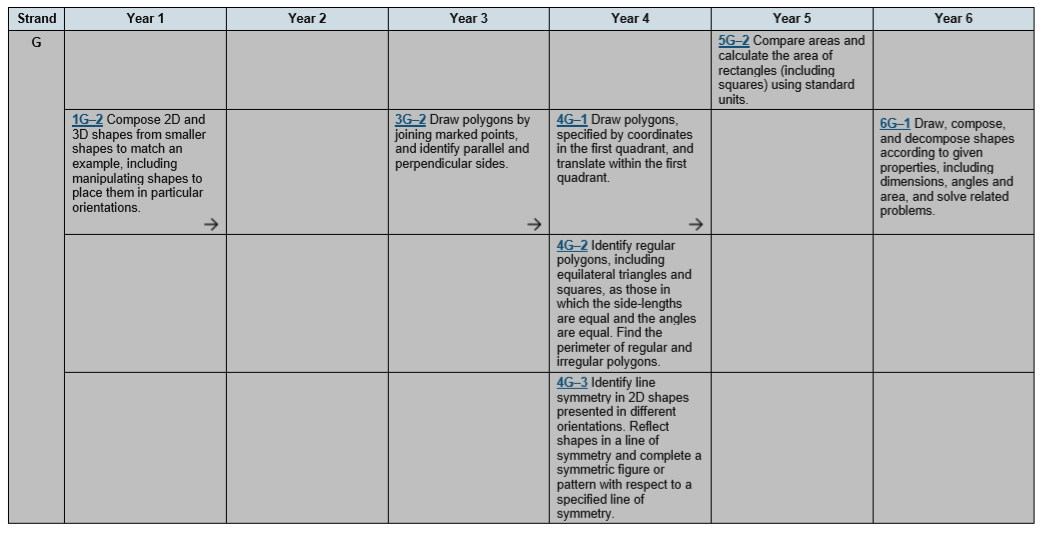 Strand Year 1 Year 2 Year 3 Year 4 Year 5 Year 6
G
5G–2 Compare areas and
calculate the area of
rectangles (including
squares) using standard
units.
1G–2 Compose 2D and
3D shapes from smaller
shapes to match an
example, including
manipulating shapes to
place them in particular
orientations.
→
3G–2 Draw polygons by
joining marked points,
and identify parallel and
perpendicular sides.
→
4G–1 Draw polygons,
specified by coordinates
in the first quadrant, and
translate within the first
quadrant.
→
6G–1 Draw, compose,
and decompose shapes
according to given
properties, including
dimensions, angles and
area, and solve related
problems.
4G–2 Identify regular
polygons, including
equilateral triangles and
squares, as those in
which the side-lengths
are equal and the angles
are equal. Find the
perimeter of regular and
irregular polygons.
4G–3 Identify line
symmetry in 2D shapes
presented in different
orientations. Reflect
shapes in a line of
symmetry and complete a
symmetric figure or
pattern with respect to a
specified line of
symmetry.